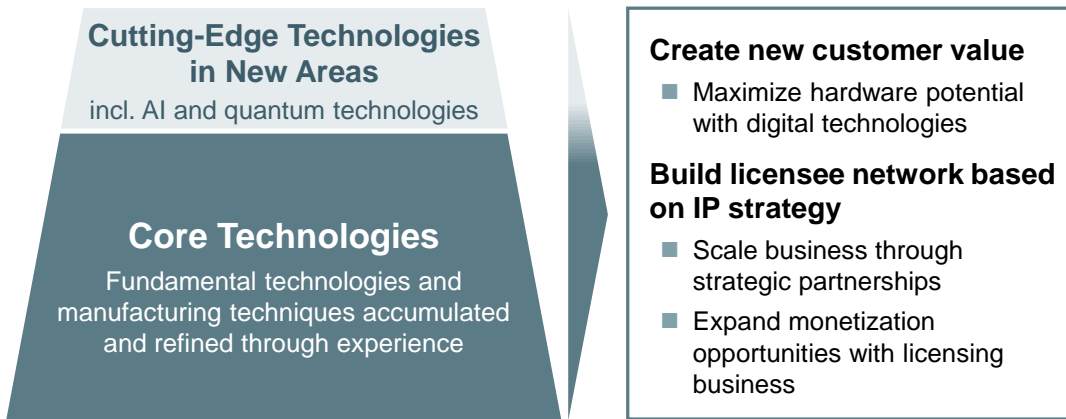 Cutting-Edge Technologies
in New Areas
incl. AI and quantum technologies
Core Technologies
Fundamental technologies and
manufacturing techniques accumulated
and refined through experience
Create new customer value
Maximize hardware potential
with digital technologies
Build licensee network based
on IP strategy
Scale business through
strategic partnerships
Expand monetization
opportunities with licensing
business